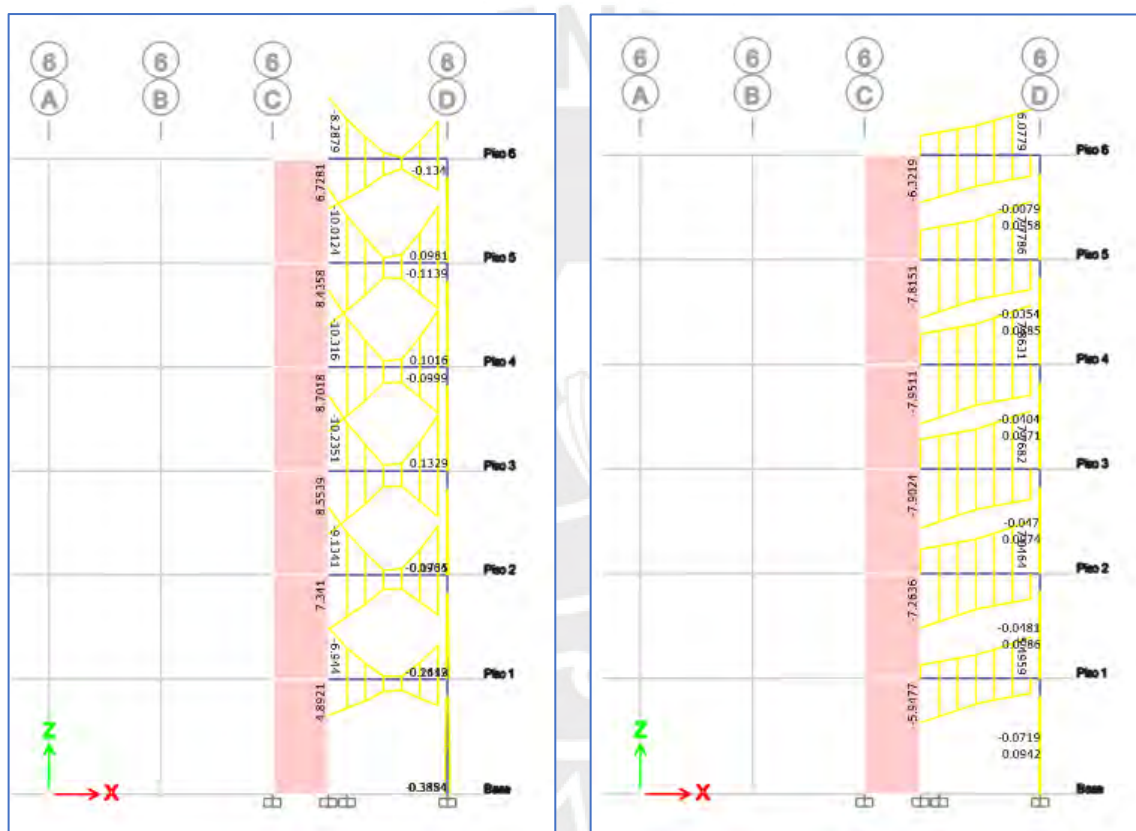 6 6 6 6
A B C D
-8.2879
Piso 6
-0.134
6.7281
-10.0124
0.0981
Piso 5
-0.1139
8.4358
-10.316
0.1016
Piso 4
-0.0999
8.7018
-10.2351
0.1329
Piso 3
8.5539
-9.1341
Piso 2
7.341
-6.944
Piso 1
4.8921
Z
X
Base
6 6 6 6
A B C D
6.0779
Piso 6
-6.3219
-0.0079
Piso 5
-7.8151
-0.0354
Piso 4
-7.9511
-0.0404
Piso 3
-7.9024
-0.047
Piso 2
-7.2636
-0.0481
Piso 1
-5.9477
-0.0719
0.0942
Z
X
Base